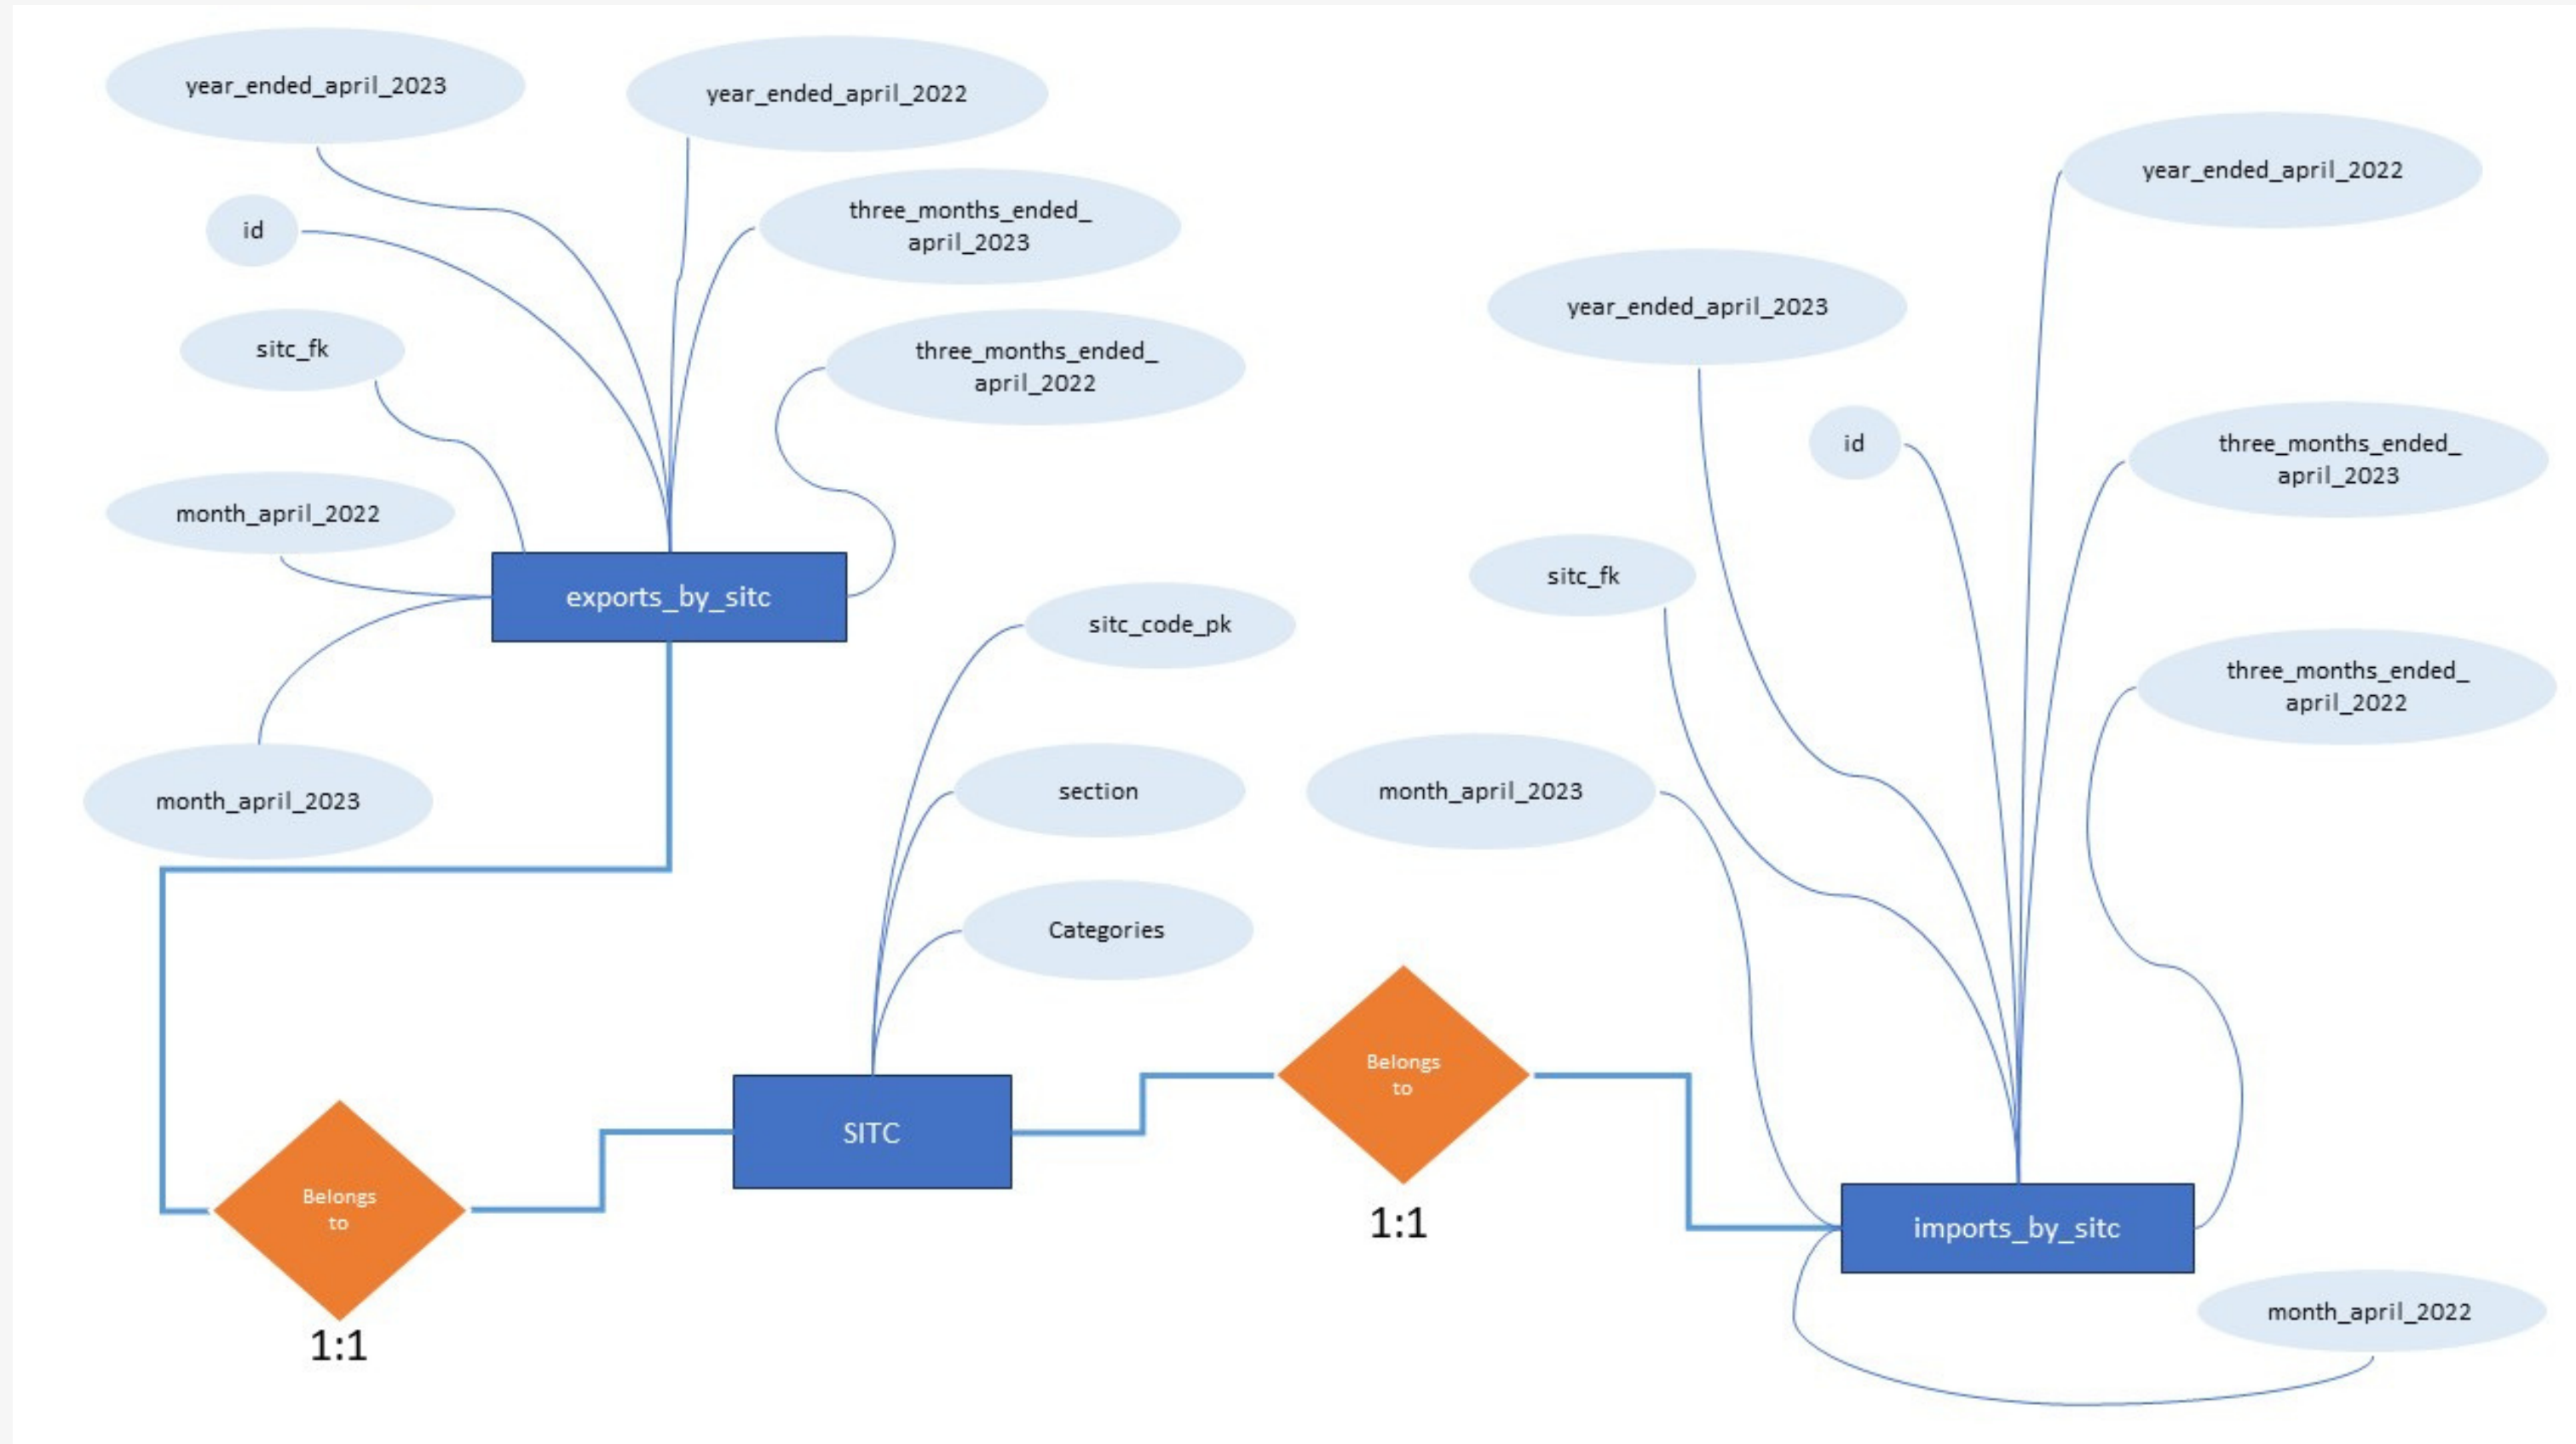 year_ended_april_2023
year_ended_april_2022
id
three_months_ended_
april_2023
sitc_fk
three_months_ended_
april_2022
month_april_2022
exports_by_sitc
month_april_2023
sitc_code_pk
section
Categories
SITC
Belongs
to
1:1
Belongs
to
1:1
year_ended_april_2022
year_ended_april_2023
id
three_months_ended_
april_2023
sitc_fk
three_months_ended_
april_2022
month_april_2023
imports_by_sitc
month_april_2022